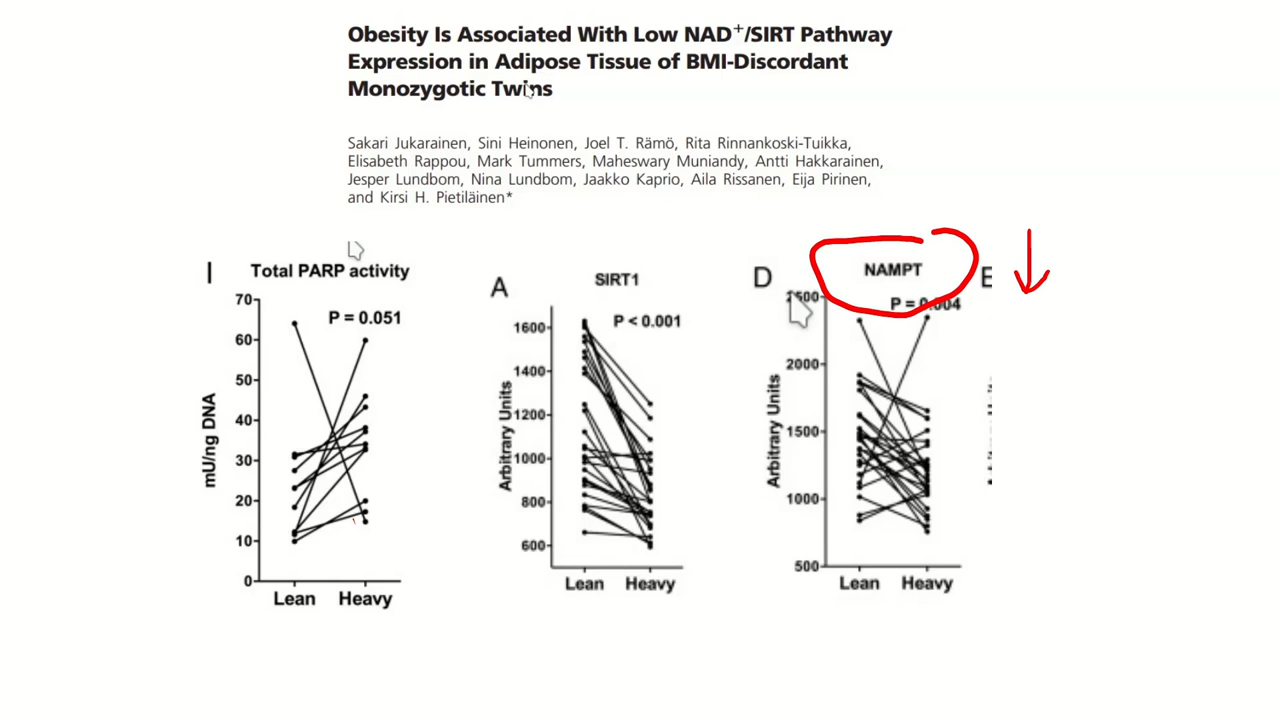 Obesity Is Associated With Low NAD+/SIRT Pathway
Expression in Adipose Tissue of BMI-Discordant
Monozygotic Twins
Sakari Jukarainen, Sini Heinonen, Joel T. Rämö, Rita Rinnankoski-Tuikka,
Elisabeth Rappou, Mark Tummers, Maheswary Muniandy, Antti Hakkarainen,
Jesper Lundbom, Nina Lundbom, Jaakko Kaprio, Aila Rissanen, Eija Pirinen,
and Kirsi H. Pietiläinen*
I
Total PARP activity
P = 0.051
70
60
50
40
30
20
10
0
mU/ng DNA
Lean Heavy
A
SIRT1
P < 0.001
1600
1400
1200
1000
800
600
Arbitrary Units
Lean Heavy
D
NAMPT
P = 0.004
2500
2000
1500
1000
500
Arbitrary Units
Lean Heavy
E